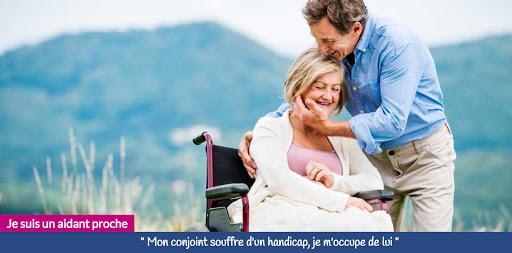 Je suis un aidant proche
" Mon conjoint souffre d'un handicap, je m'occupe de lui "